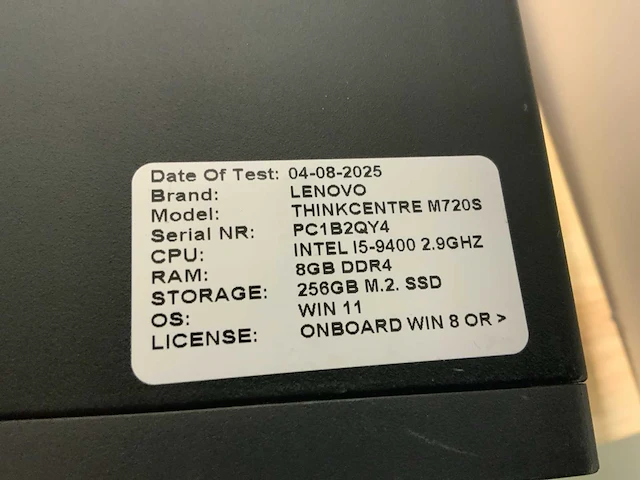 Date Of Test: 04-08-2025
Brand: LENOVO
Model: THINKCENTRE M720S
Serial NR: PC1B2QY4
CPU: INTEL I5-9400 2.9GHZ
RAM: 8GB DDR4
STORAGE: 256GB M.2. SSD
OS: WIN 11
LICENSE: ONBOARD WIN 8 OR >